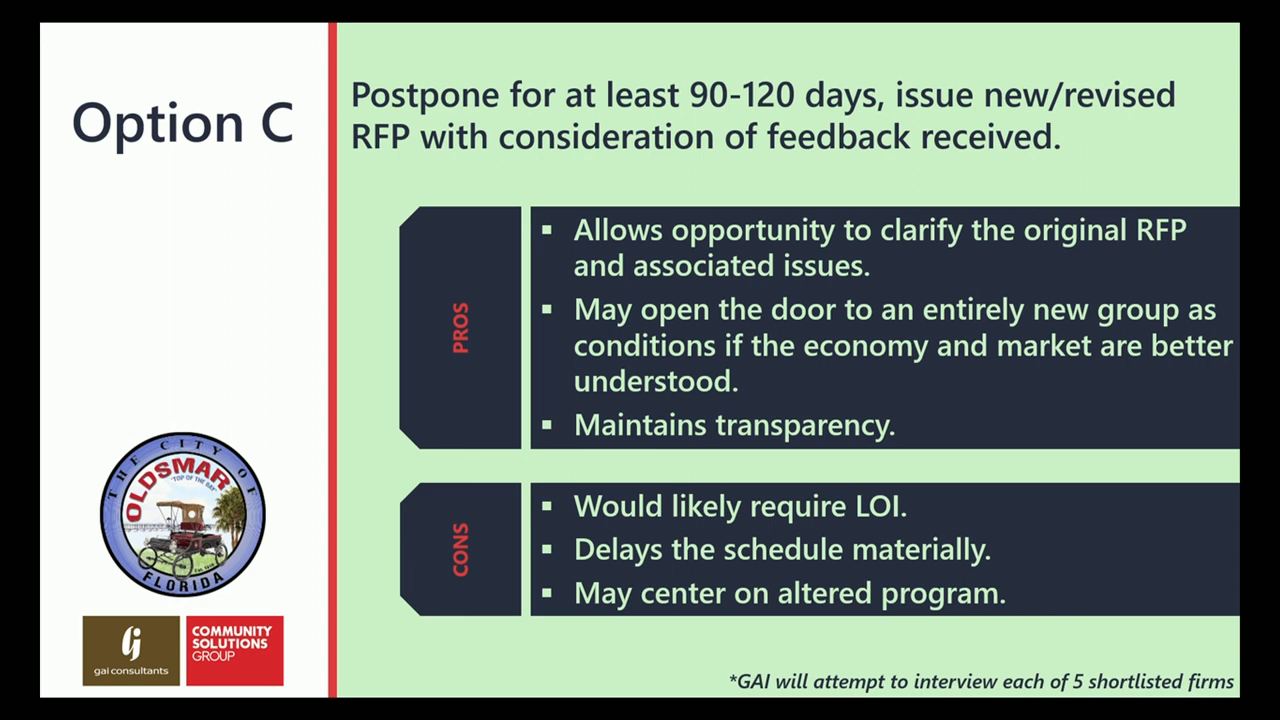 Option C
Postpone for at least 90-120 days, issue new/revised
RFP with consideration of feedback received.
PROS
▪ Allows opportunity to clarify the original RFP
and associated issues.
▪ May open the door to an entirely new group as
conditions if the economy and market are better
understood.
▪ Maintains transparency.
CONS
▪ Would likely require LOI.
▪ Delays the schedule materially.
▪ May center on altered program.
THE CITY OF
OLDSMAR
"TOP OF THE BAY"
FLORIDA
gai consultants
COMMUNITY
SOLUTIONS
GROUP
*GAI will attempt to interview each of 5 shortlisted firms